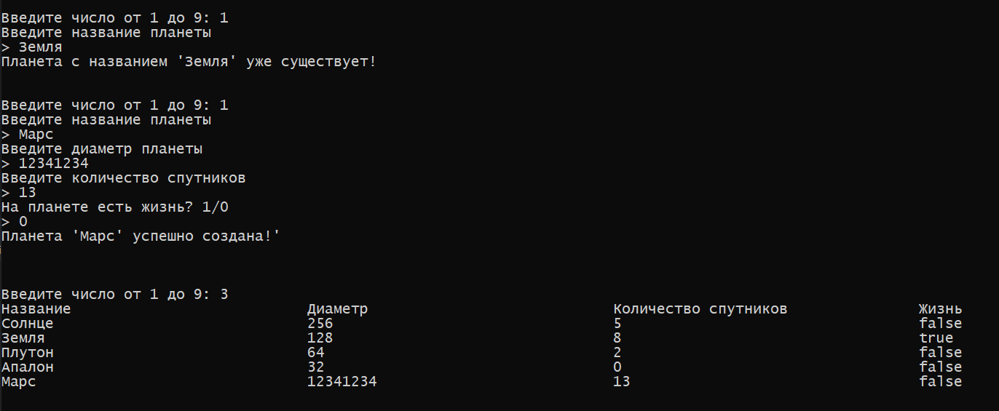 Введите число от 1 до 9: 1
Введите название планеты
> Земля
Планета с названием 'Земля' уже существует!
Введите число от 1 до 9: 1
Введите название планеты
> Марс
Введите диаметр планеты
> 12341234
Введите количество спутников
> 13
На планете есть жизнь? 1/0
> 0
Планета 'Марс' успешно создана!'
Введите число от 1 до 9: 3
Название Диаметр Количество спутников Жизнь
Солнце 256 5 false
Земля 128 8 true
Плутон 64 2 false
Апалон 32 0 false
Марс 12341234 13 false